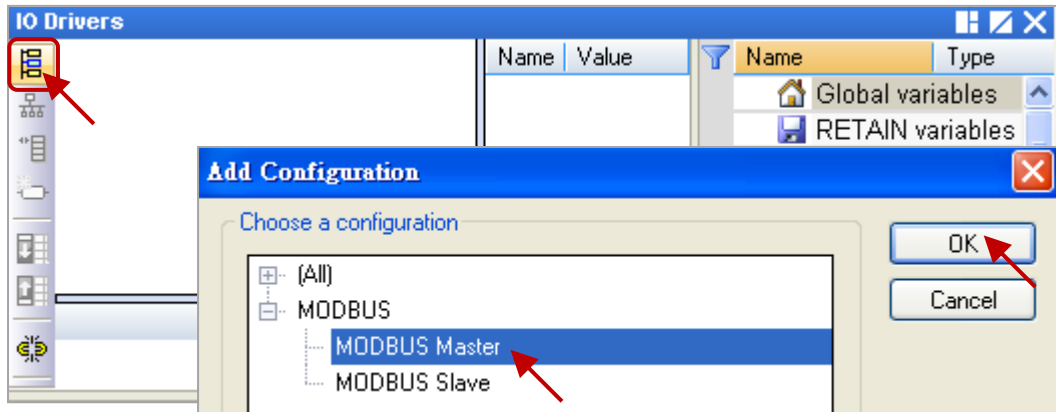 IO Drivers
Name Value Name Type
Global variables
RETAIN variables
Add Configuration
Choose a configuration
OK
(All)
Cancel
MODBUS
MODBUS Master
MODBUS Slave